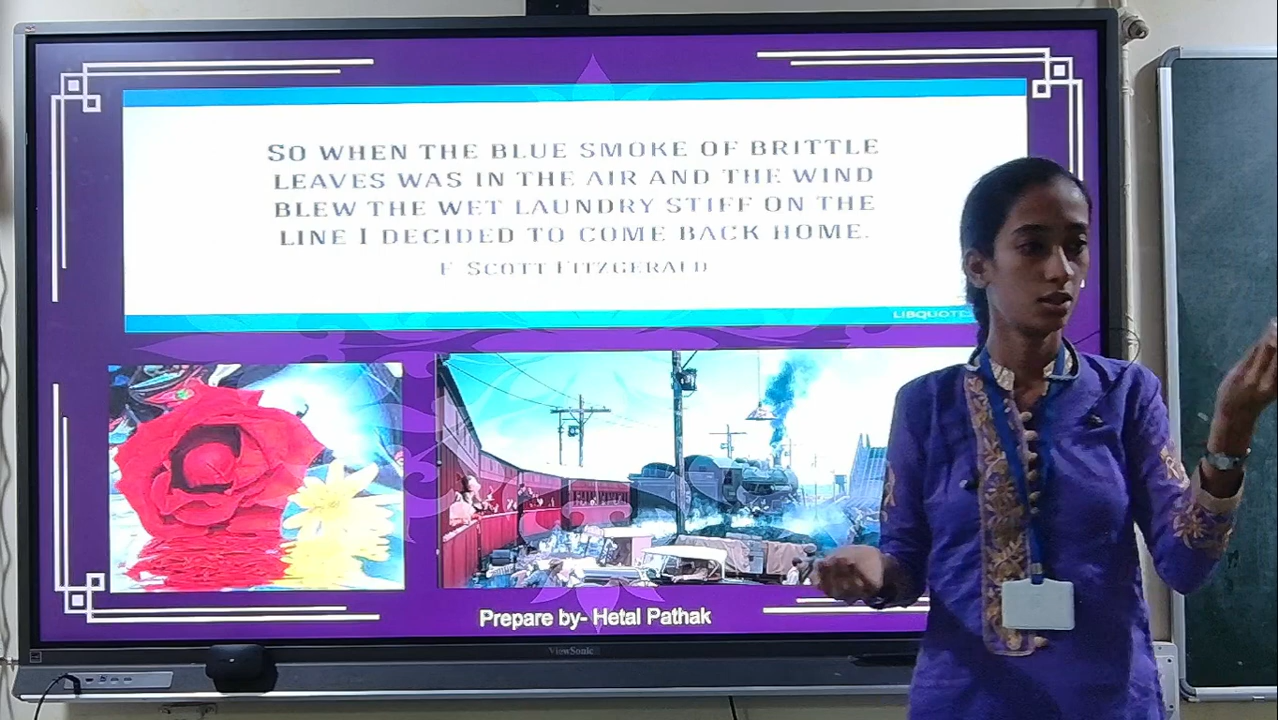 SO WHEN THE BLUE SMOKE OF BRITTLE
LEAVES WAS IN THE AIR AND THE WIND
BLEW THE WET LAUNDRY STIFF ON THE
LINE I DECIDED TO COME BACK HOME.
F. SCOTT FITZGERALD
LIBQUOTES
Prepare by- Hetal Pathak
ViewSonic